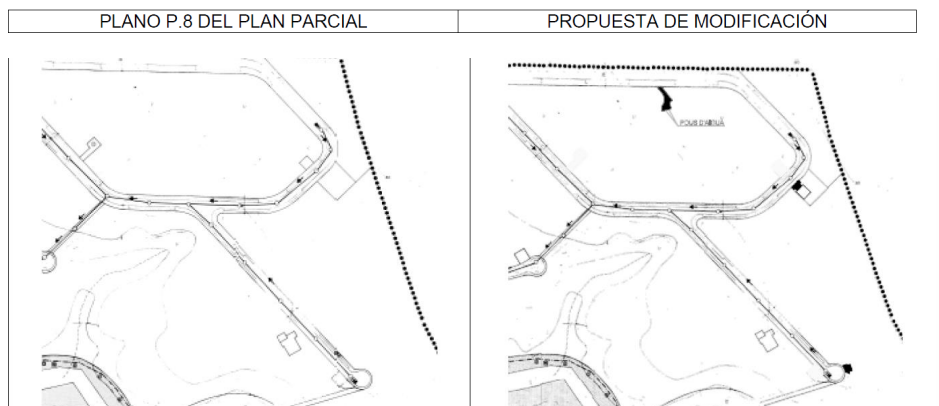 PLANO P.8 DEL PLAN PARCIAL
PROPUESTA DE MODIFICACIÓN
POUS D'AIGUA